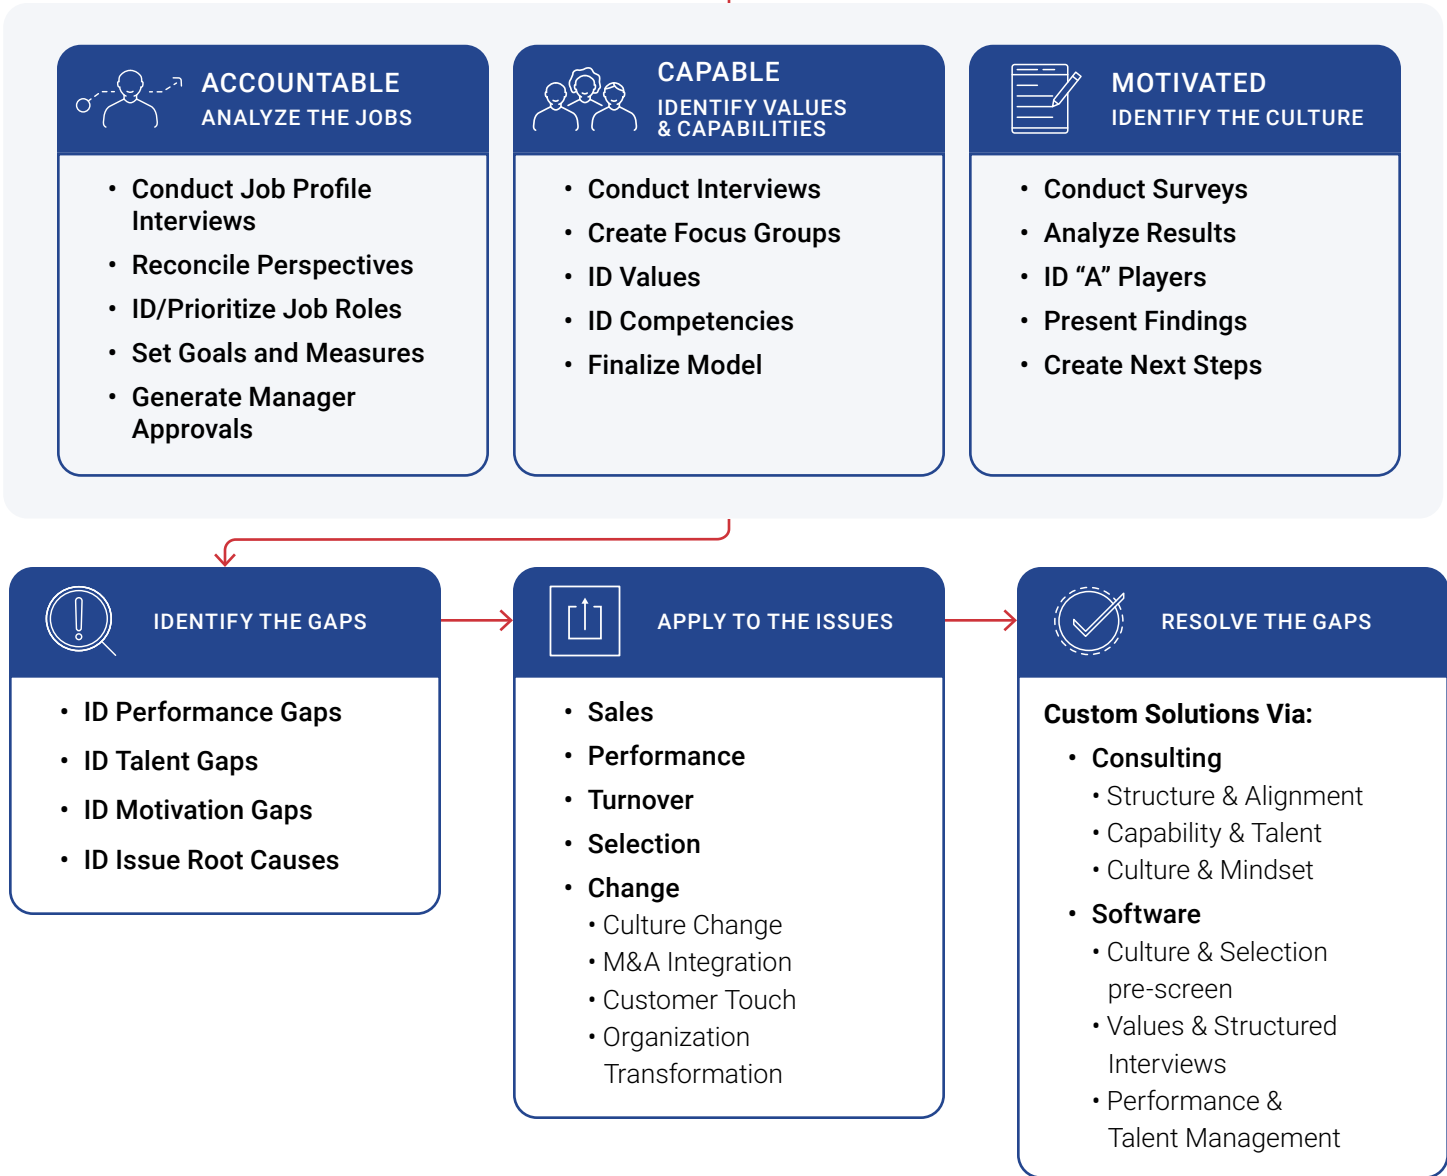 ACCOUNTABLE
ANALYZE THE JOBS
• Conduct Job Profile
Interviews
• Reconcile Perspectives
• ID/Prioritize Job Roles
• Set Goals and Measures
• Generate Manager
Approvals
CAPABLE
IDENTIFY VALUES
& CAPABILITIES
• Conduct Interviews
• Create Focus Groups
• ID Values
• ID Competencies
• Finalize Model
MOTIVATED
IDENTIFY THE CULTURE
• Conduct Surveys
• Analyze Results
• ID “A” Players
• Present Findings
• Create Next Steps
IDENTIFY THE GAPS
• ID Performance Gaps
• ID Talent Gaps
• ID Motivation Gaps
• ID Issue Root Causes
APPLY TO THE ISSUES
• Sales
• Performance
• Turnover
• Selection
• Change
• Culture Change
• M&A Integration
• Customer Touch
• Organization
Transformation
RESOLVE THE GAPS
Custom Solutions Via:
• Consulting
• Structure & Alignment
• Capability & Talent
• Culture & Mindset
• Software
• Culture & Selection
pre-screen
• Values & Structured
Interviews
• Performance &
Talent Management